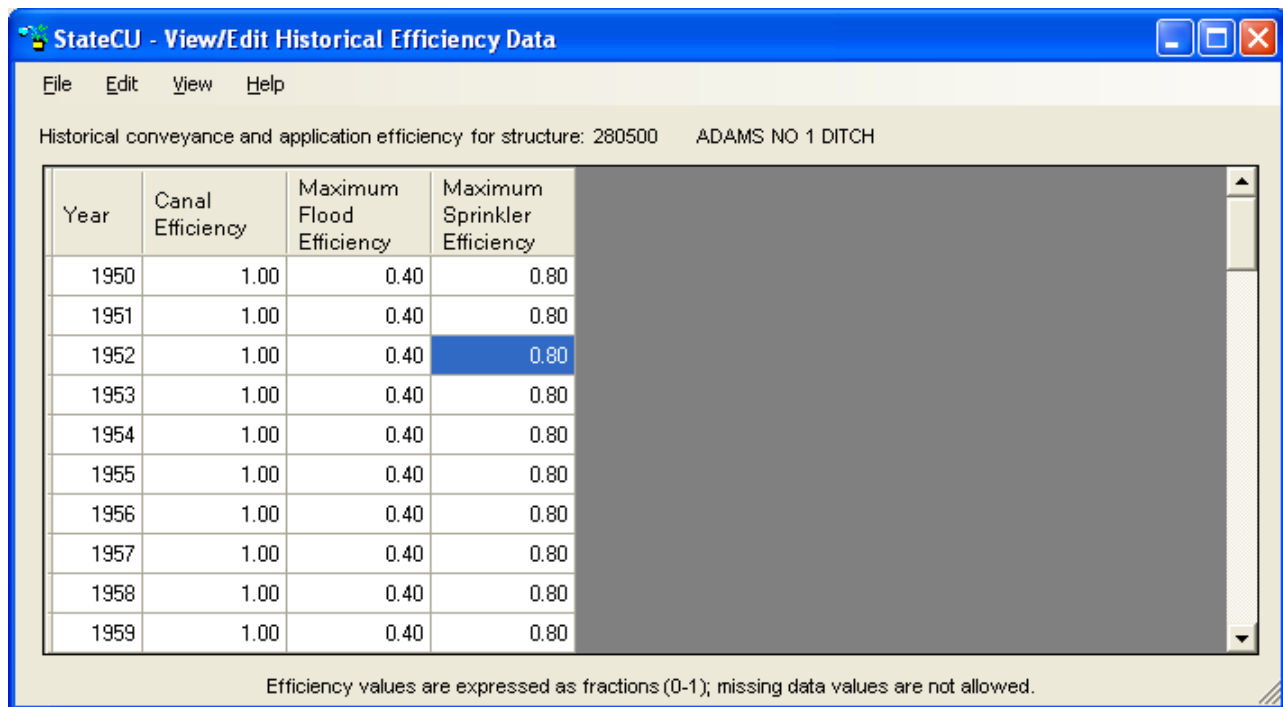 StateCU - View/Edit Historical Efficiency Data
File Edit View Help
Historical conveyance and application efficiency for structure: 280500 ADAMS NO 1 DITCH
Year Canal Efficiency Maximum Flood Efficiency Maximum Sprinkler Efficiency
1950 1.00 0.40 0.80
1951 1.00 0.40 0.80
1952 1.00 0.40 0.80
1953 1.00 0.40 0.80
1954 1.00 0.40 0.80
1955 1.00 0.40 0.80
1956 1.00 0.40 0.80
1957 1.00 0.40 0.80
1958 1.00 0.40 0.80
1959 1.00 0.40 0.80
Efficiency values are expressed as fractions (0-1); missing data values are not allowed.